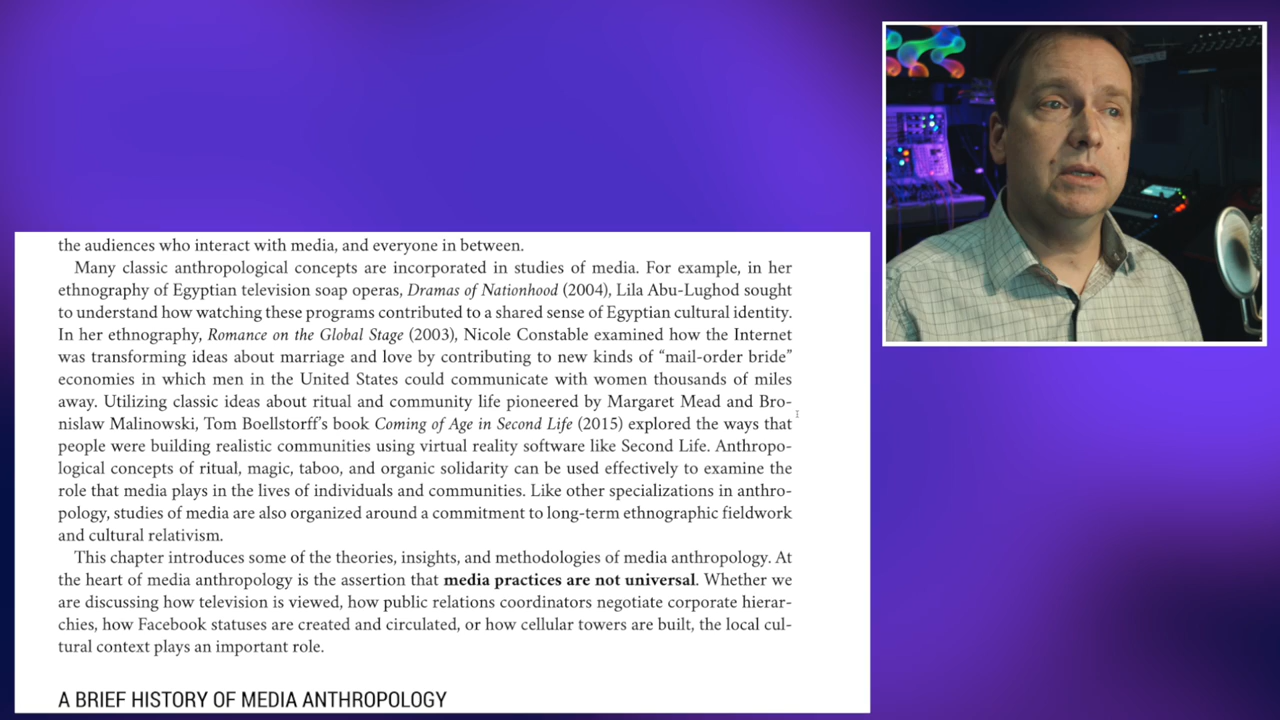 the audiences who interact with media, and everyone in between.
Many classic anthropological concepts are incorporated in studies of media. For example, in her
ethnography of Egyptian television soap operas, Dramas of Nationhood (2004), Lila Abu-Lughod sought
to understand how watching these programs contributed to a shared sense of Egyptian cultural identity.
In her ethnography, Romance on the Global Stage (2003), Nicole Constable examined how the Internet
was transforming ideas about marriage and love by contributing to new kinds of “mail-order bride”
economies in which men in the United States could communicate with women thousands of miles
away. Utilizing classic ideas about ritual and community life pioneered by Margaret Mead and Bro-
nislaw Malinowski, Tom Boellstorff’s book Coming of Age in Second Life (2015) explored the ways that
people were building realistic communities using virtual reality software like Second Life. Anthropo-
logical concepts of ritual, magic, taboo, and organic solidarity can be used effectively to examine the
role that media plays in the lives of individuals and communities. Like other specializations in anthro-
pology, studies of media are also organized around a commitment to long-term ethnographic fieldwork
and cultural relativism.
This chapter introduces some of the theories, insights, and methodologies of media anthropology. At
the heart of media anthropology is the assertion that media practices are not universal. Whether we
are discussing how television is viewed, how public relations coordinators negotiate corporate hierar-
chies, how Facebook statuses are created and circulated, or how cellular towers are built, the local cul-
tural context plays an important role.
A BRIEF HISTORY OF MEDIA ANTHROPOLOGY